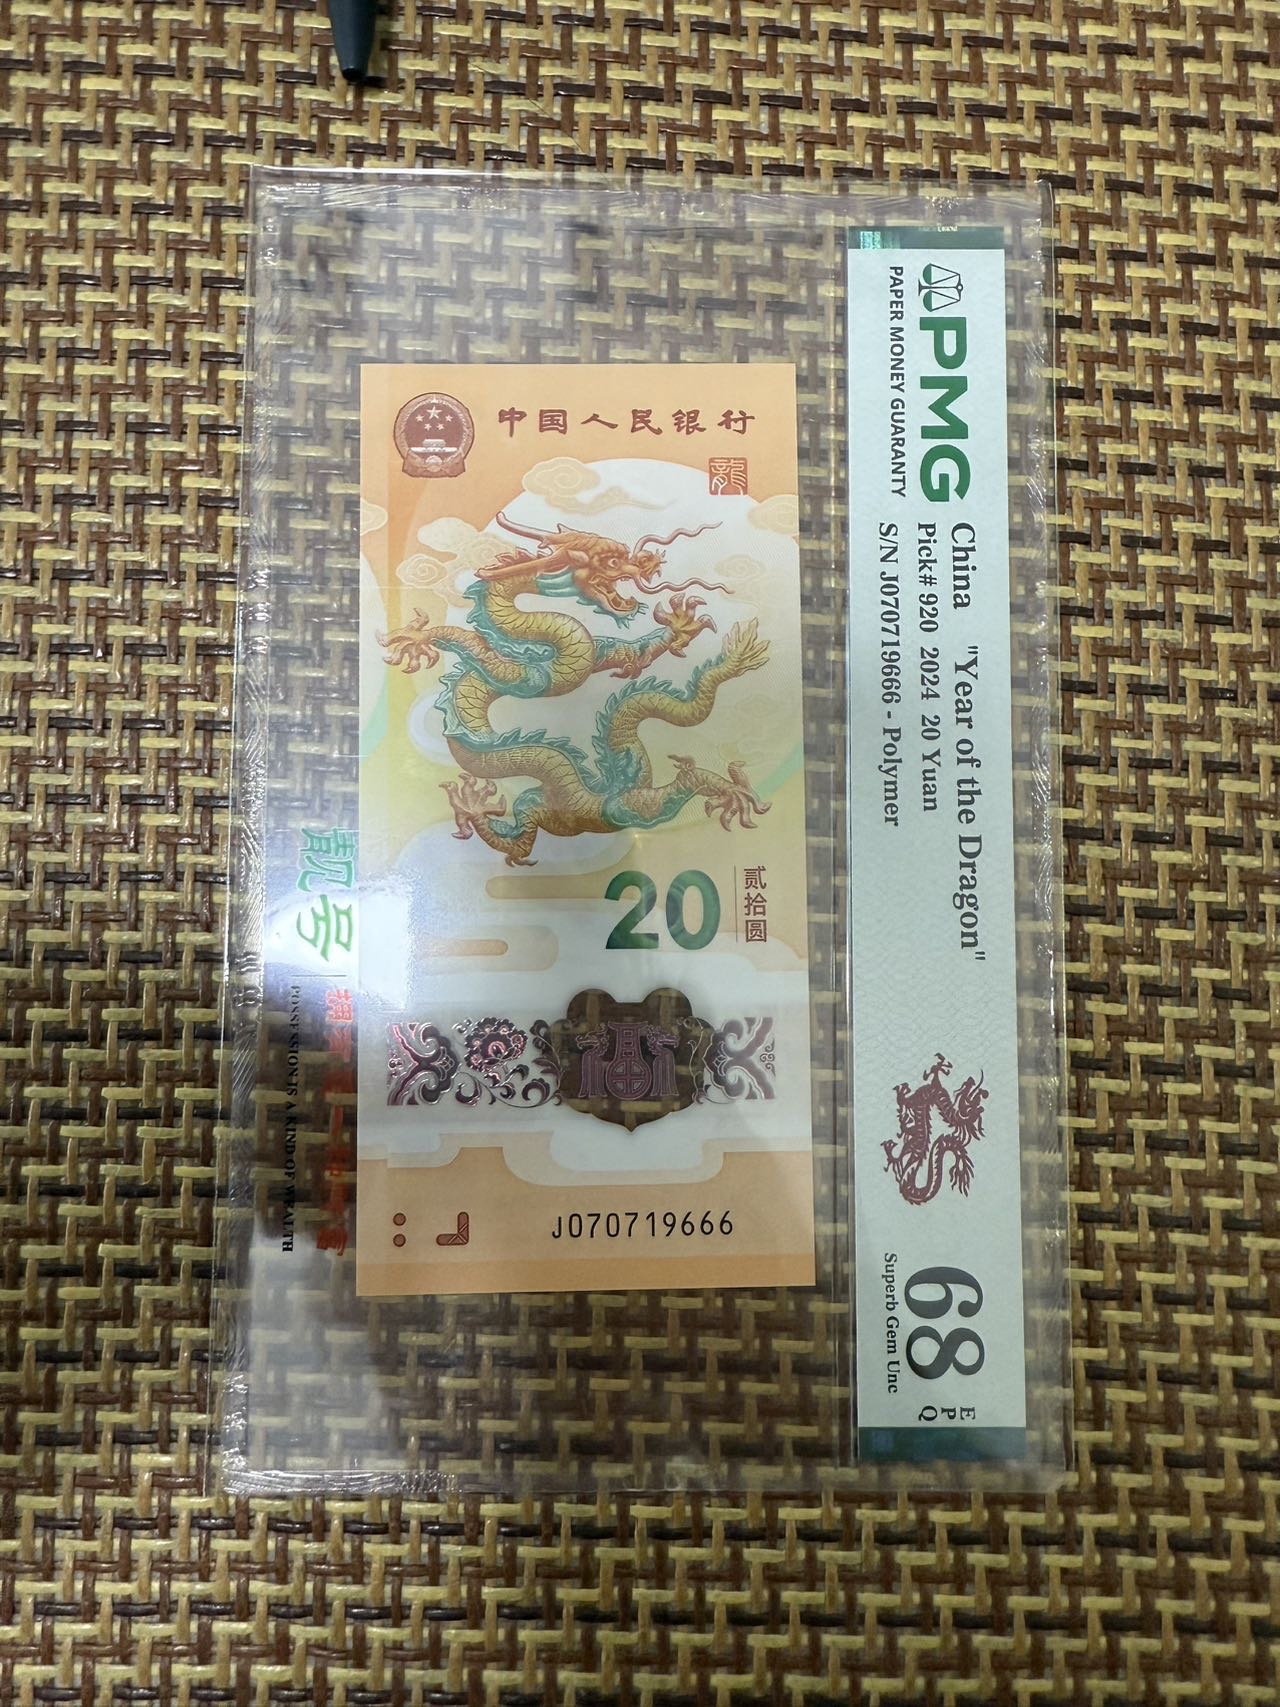 中国人民银行
龍
20
贰拾圆
J070719666
PMG
PAPER MONEY GUARANTY
China "Year of the Dragon"
Pick# 920 2024 20 Yuan
S/N J070719666 - Polymer
68
EPQ
Superb Gem Unc
靓号
POSSESSION IS A KIND OF WEALTH